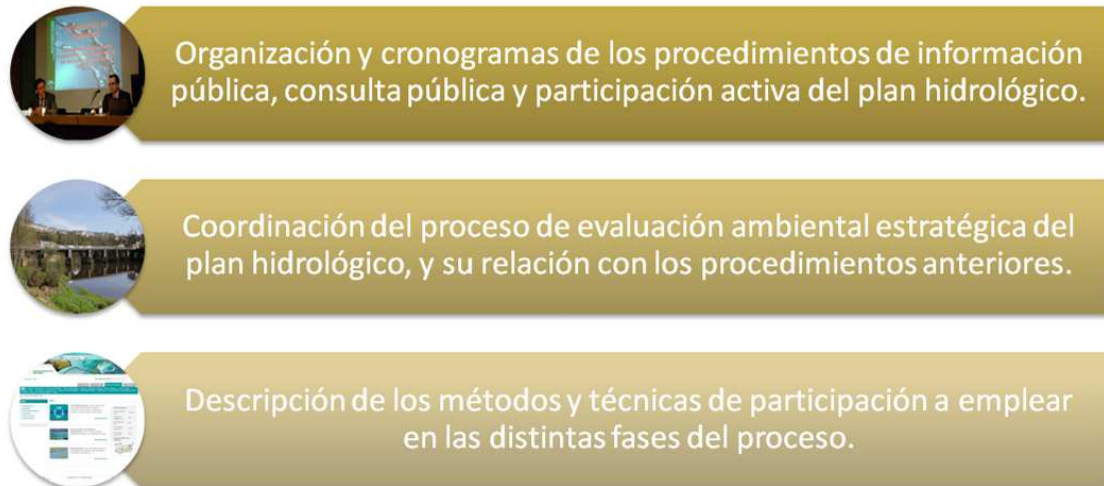 Organización y cronogramas de los procedimientos de información
pública, consulta pública y participación activa del plan hidrológico.
Coordinación del proceso de evaluación ambiental estratégica del
plan hidrológico, y su relación con los procedimientos anteriores.
Descripción de los métodos y técnicas de participación a emplear
en las distintas fases del proceso.